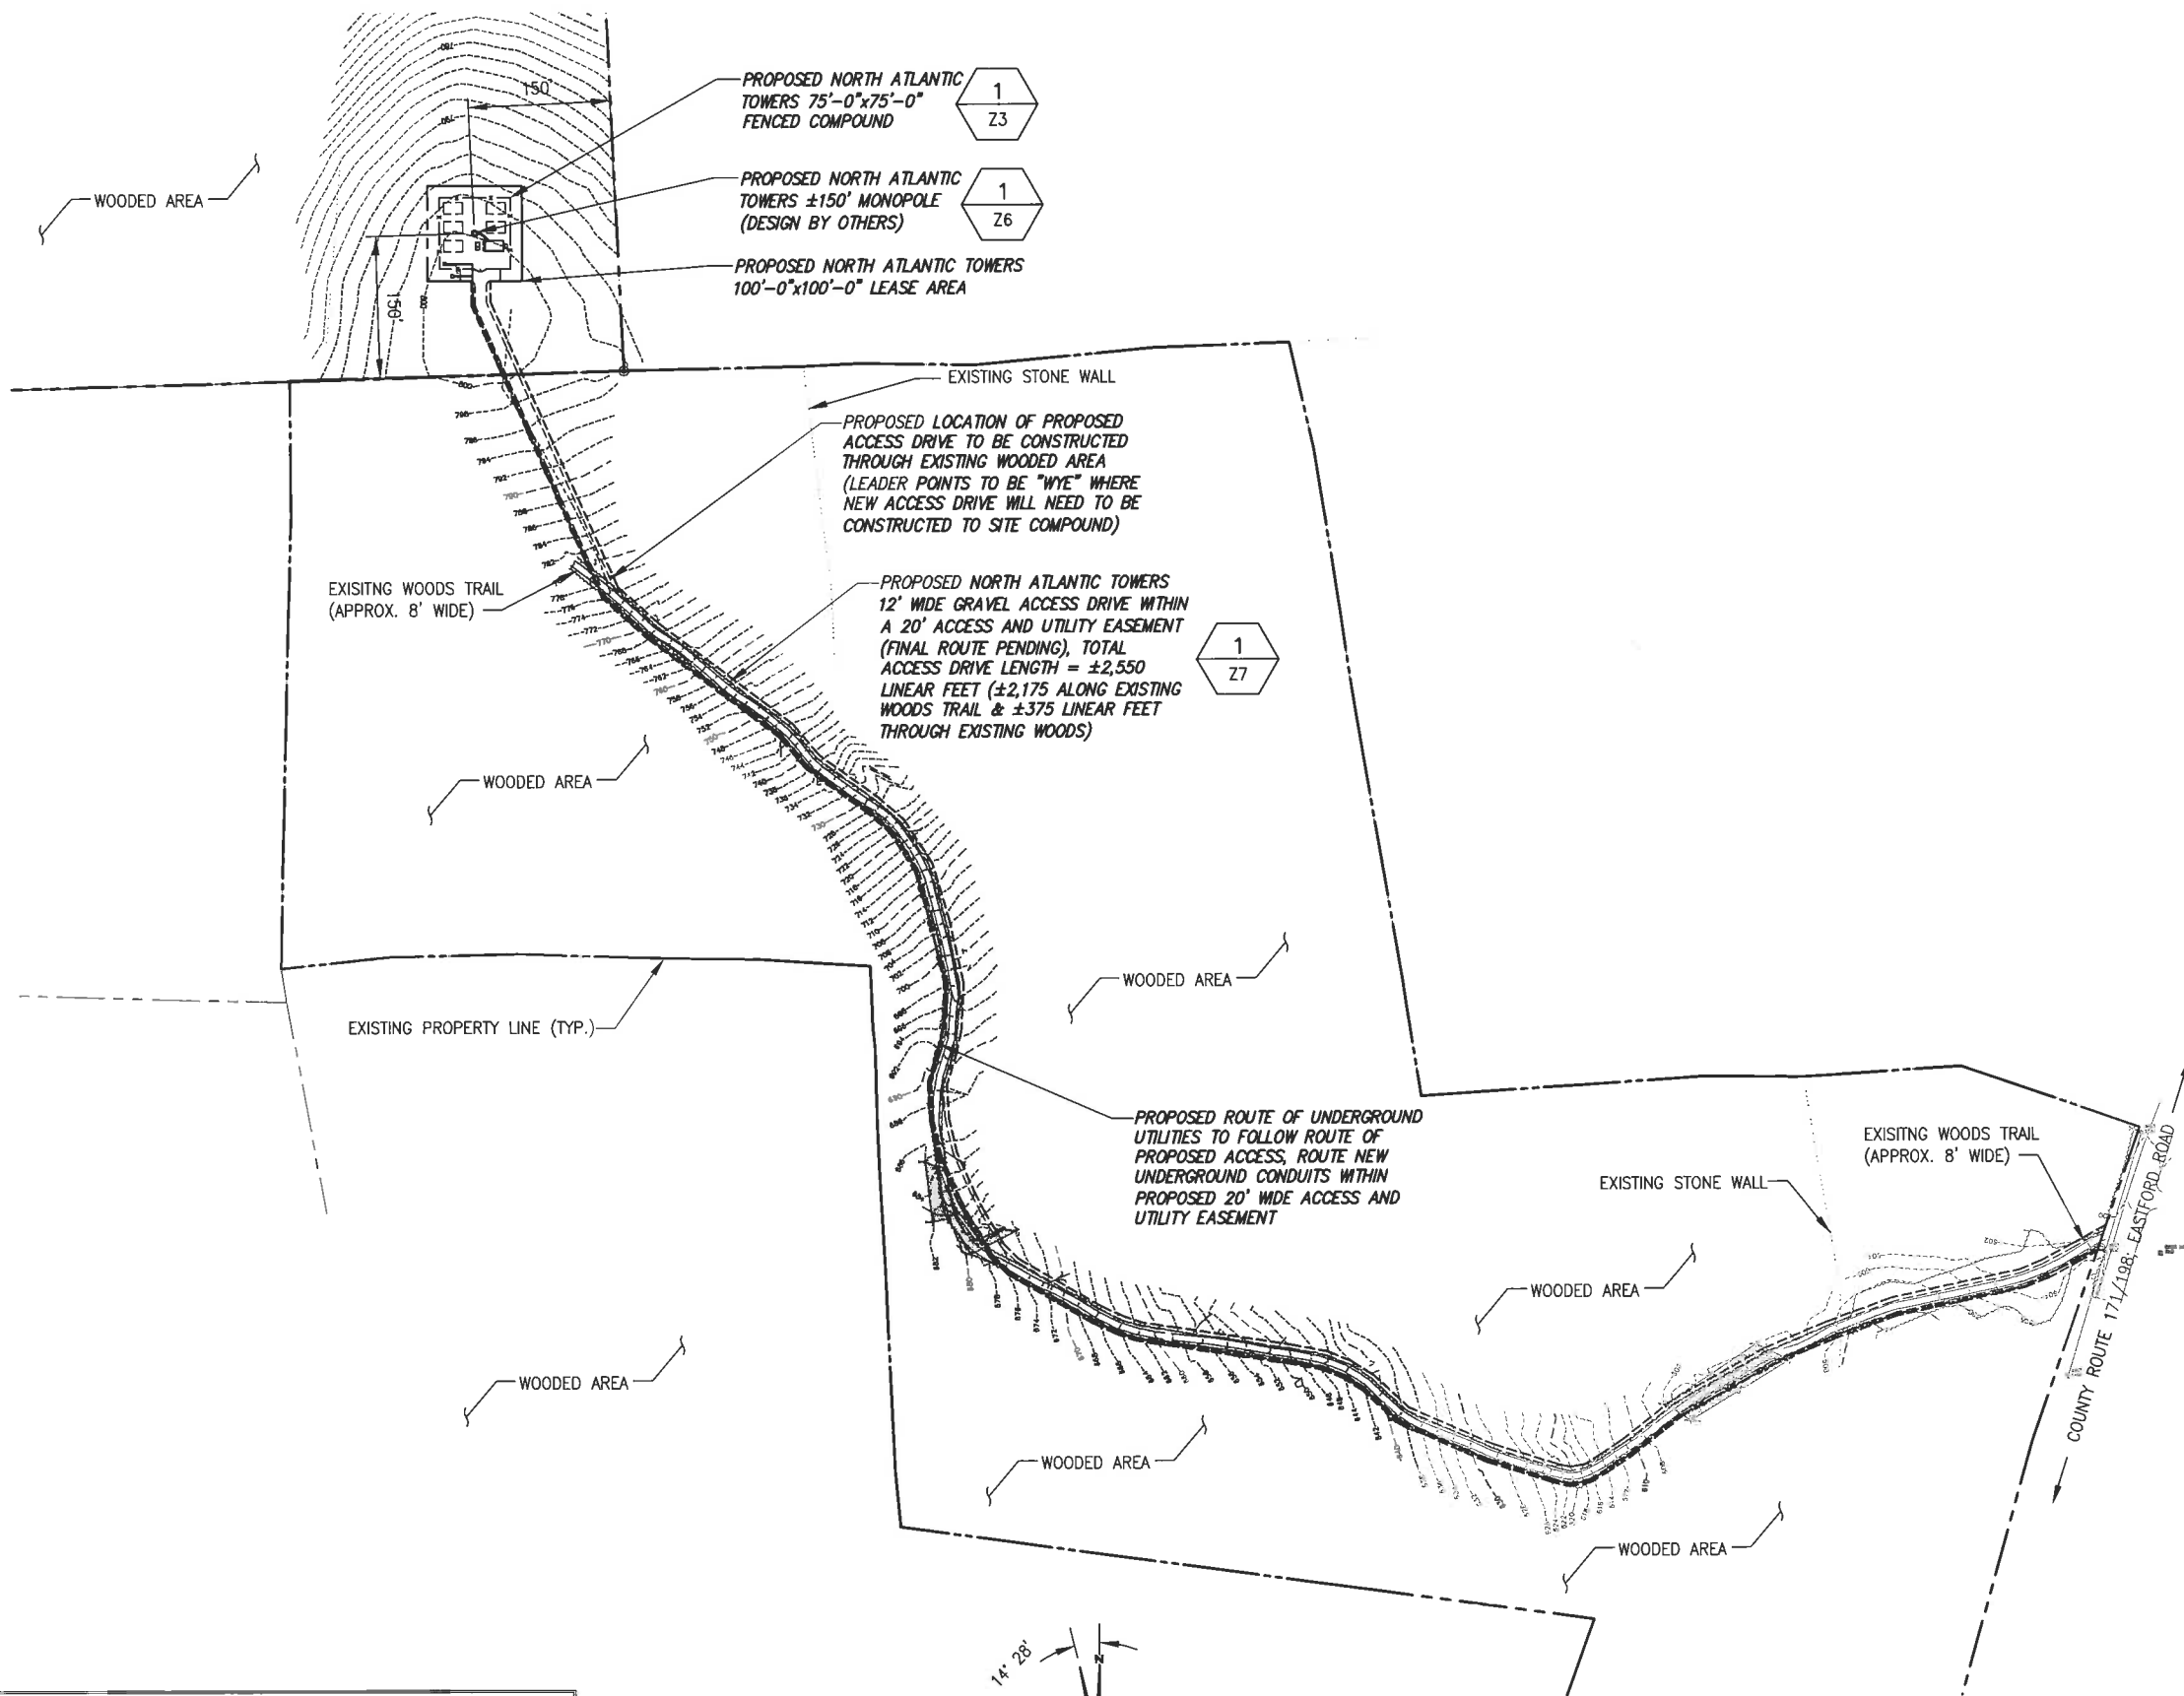 PROPOSED NORTH ATLANTIC
TOWERS 75'-0"x75'-0"
FENCED COMPOUND
1
Z3
150'
WOODED AREA
PROPOSED NORTH ATLANTIC
TOWERS ±150' MONOPOLE
(DESIGN BY OTHERS)
1
Z6
PROPOSED NORTH ATLANTIC TOWERS
100'-0"x100'-0" LEASE AREA
150'
800
EXISTING STONE WALL
PROPOSED LOCATION OF PROPOSED
ACCESS DRIVE TO BE CONSTRUCTED
THROUGH EXISTING WOODED AREA
(LEADER POINTS TO BE "WYE" WHERE
NEW ACCESS DRIVE WILL NEED TO BE
CONSTRUCTED TO SITE COMPOUND)
EXISITNG WOODS TRAIL
(APPROX. 8' WIDE)
PROPOSED NORTH ATLANTIC TOWERS
12' WIDE GRAVEL ACCESS DRIVE WITHIN
A 20' ACCESS AND UTILITY EASEMENT
(FINAL ROUTE PENDING), TOTAL
ACCESS DRIVE LENGTH = ±2,550
LINEAR FEET (±2,175 ALONG EXISTING
WOODS TRAIL & ±375 LINEAR FEET
THROUGH EXISTING WOODS)
1
Z7
WOODED AREA
WOODED AREA
EXISTING PROPERTY LINE (TYP.)
PROPOSED ROUTE OF UNDERGROUND
UTILITIES TO FOLLOW ROUTE OF
PROPOSED ACCESS, ROUTE NEW
UNDERGROUND CONDUITS WITHIN
PROPOSED 20' WIDE ACCESS AND
UTILITY EASEMENT
EXISITNG WOODS TRAIL
(APPROX. 8' WIDE)
EXISTING STONE WALL
COUNTY ROUTE 171/198; EASTFORD ROAD
WOODED AREA
WOODED AREA
WOODED AREA
WOODED AREA
14° 28'
N